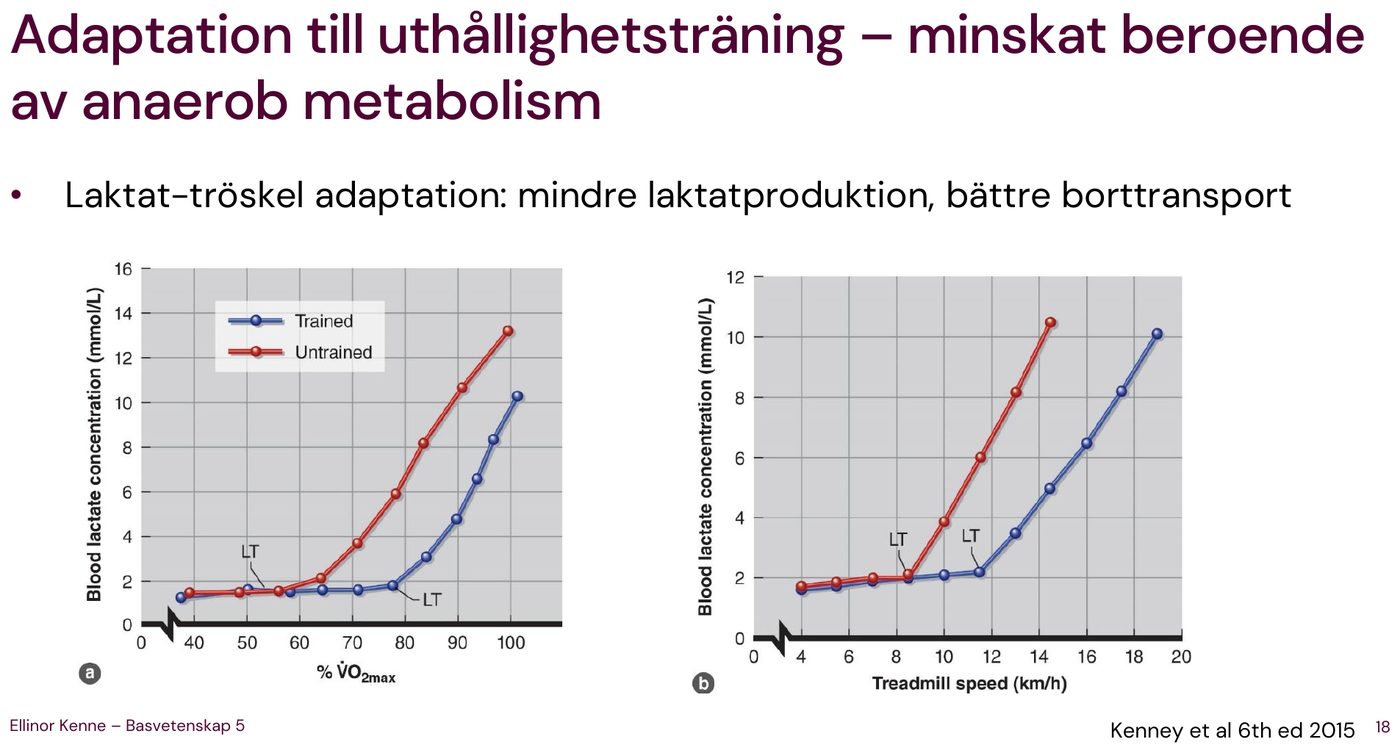 Adaptation till uthållighetsträning – minskat beroende
av anaerob metabolism
• Laktat-tröskel adaptation: mindre laktatproduktion, bättre borttransport
Blood lactate concentration (mmol/L)
16
14
12
10
8
6
4
2
0
Trained
Untrained
LT
LT
0 40 50 60 70 80 90 100
% V̇O2max
a
Blood lactate concentration (mmol/L)
12
10
8
6
4
2
0
LT
LT
0 4 6 8 10 12 14 16 18 20
Treadmill speed (km/h)
b
Ellinor Kenne – Basvetenskap 5
Kenney et al 6th ed 2015
18